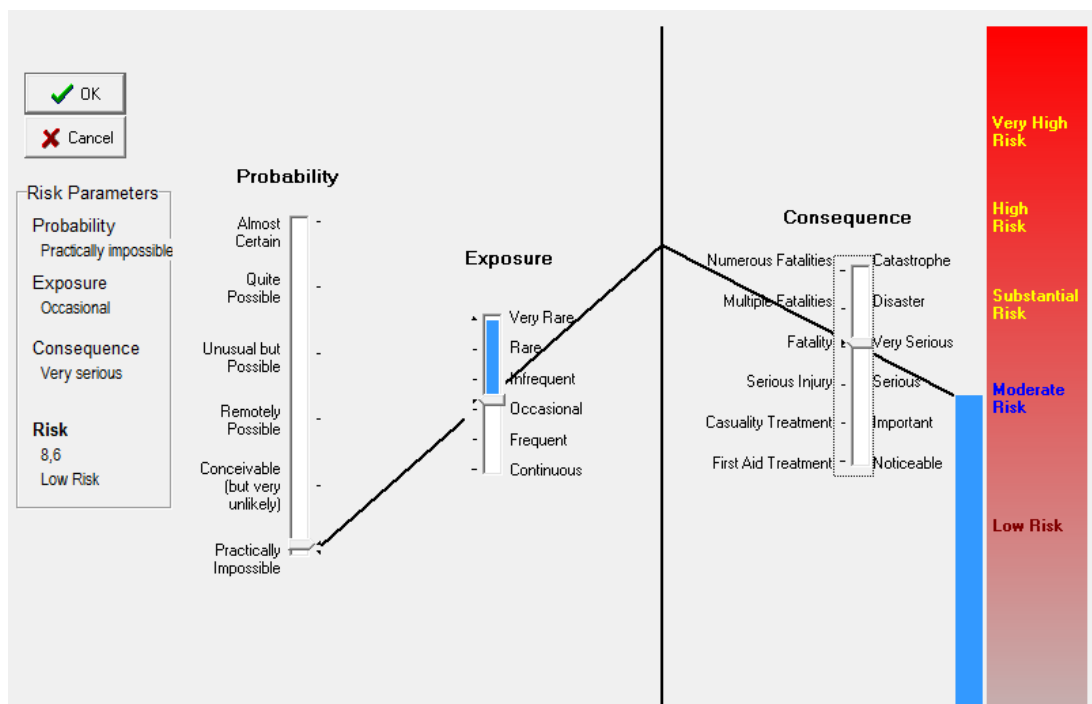 OK
Cancel
Risk Parameters
Probability
Practically impossible
Exposure
Occasional
Consequence
Very serious
Risk
8,6
Low Risk
Probability
Almost
Certain
Quite
Possible
Unusual but
Possible
Remotely
Possible
Conceivable
(but very
unlikely)
Practically
Impossible
Exposure
Very Rare
Rare
Infrequent
Occasional
Frequent
Continuous
Consequence
Numerous Fatalities
Catastrophe
Multiple Fatalities
Disaster
Fatality
Very Serious
Serious Injury
Serious
Casuality Treatment
Important
First Aid Treatment
Noticeable
Very High
Risk
High
Risk
Substantial
Risk
Moderate
Risk
Low Risk